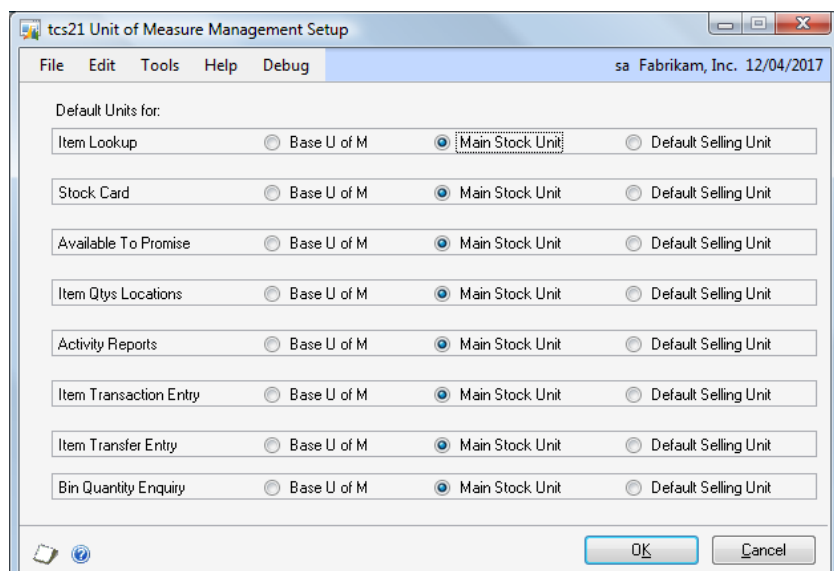 tcs21 Unit of Measure Management Setup
File Edit Tools Help Debug sa Fabrikam, Inc. 12/04/2017
Default Units for:
Item Lookup Base U of M Main Stock Unit Default Selling Unit
Stock Card Base U of M Main Stock Unit Default Selling Unit
Available To Promise Base U of M Main Stock Unit Default Selling Unit
Item Qtys Locations Base U of M Main Stock Unit Default Selling Unit
Activity Reports Base U of M Main Stock Unit Default Selling Unit
Item Transaction Entry Base U of M Main Stock Unit Default Selling Unit
Item Transfer Entry Base U of M Main Stock Unit Default Selling Unit
Bin Quantity Enquiry Base U of M Main Stock Unit Default Selling Unit
OK Cancel